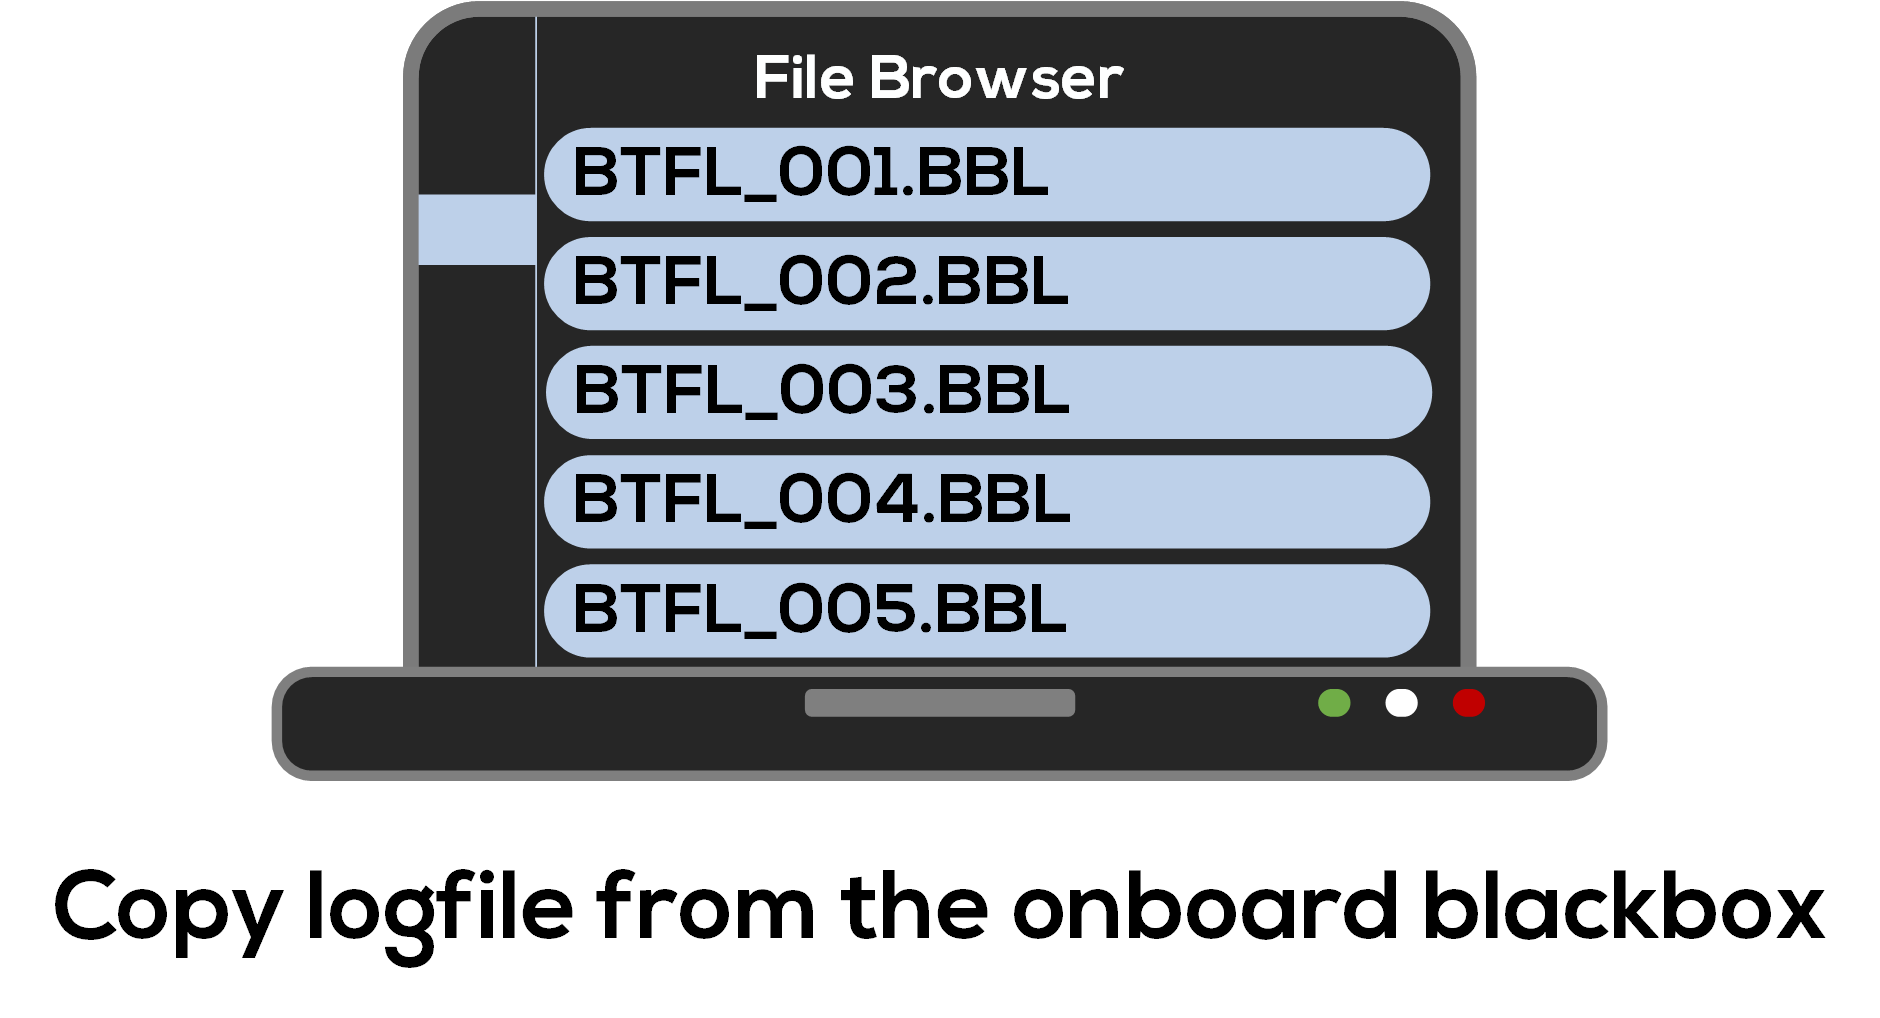 File Browser
BTFL_001.BBL
BTFL_002.BBL
BTFL_003.BBL
BTFL_004.BBL
BTFL_005.BBL
Copy logfile from the onboard blackbox